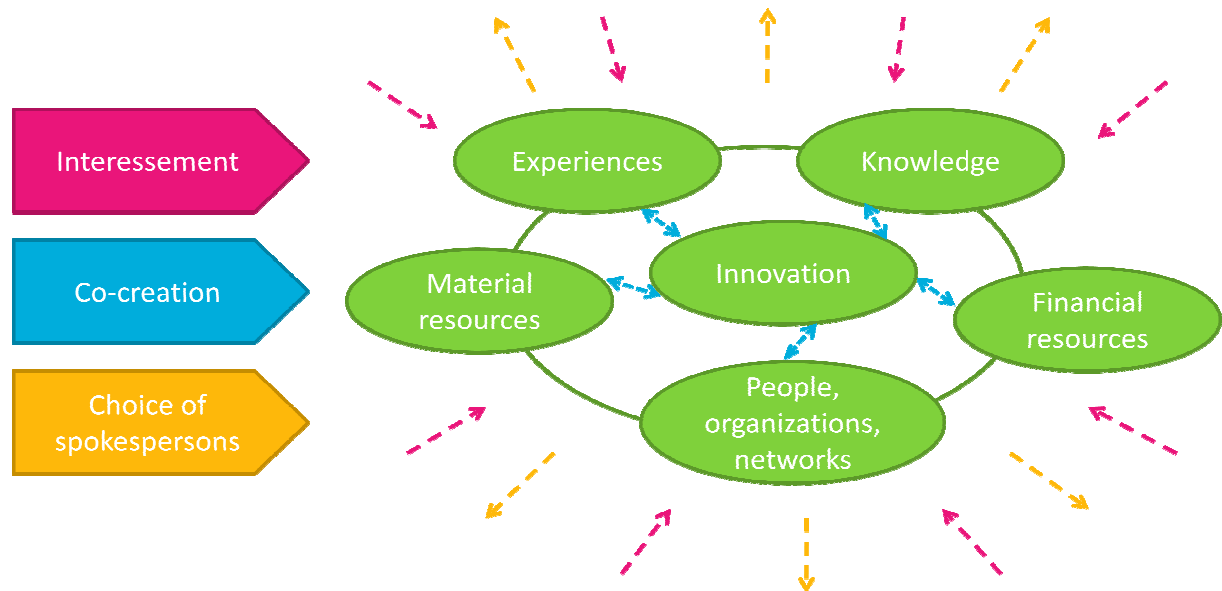 Interessement
Co-creation
Choice of
spokespersons
Experiences
Knowledge
Innovation
Material
resources
Financial
resources
People,
organizations,
networks